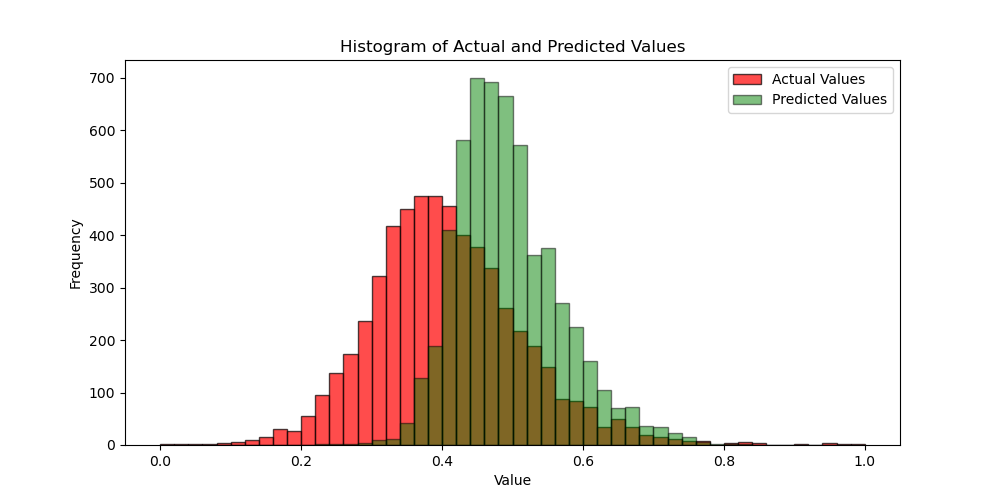 Histogram of Actual and Predicted Values
Actual Values
Predicted Values
700
600
500
400
300
200
100
0
Frequency
0.0 0.2 0.4 0.6 0.8 1.0
Value